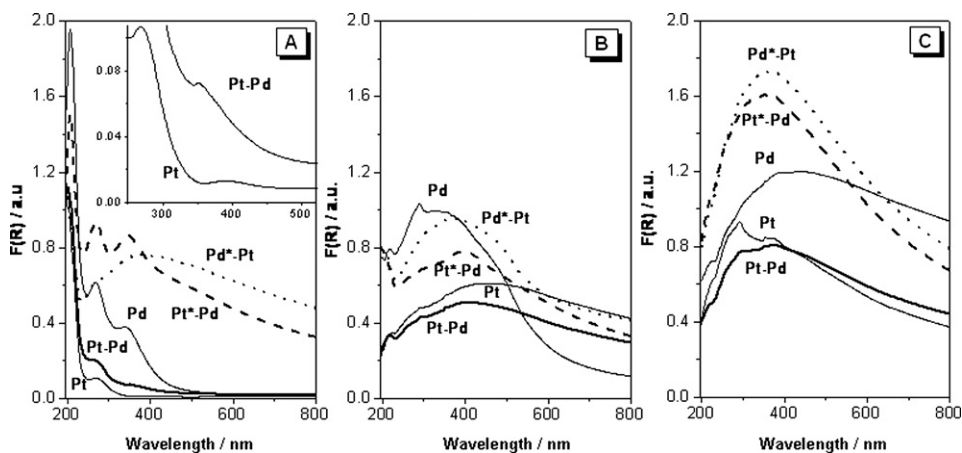 A
2.0
1.6
1.2
0.8
0.4
0.0
F(R) / a.u.
0.08
0.04
0.00
300
400
500
Pt-Pd
Pt
Pd*-Pt
Pt*-Pd
Pd
Pt-Pd
Pt
200
400
600
800
Wavelength / nm
B
2.0
1.6
1.2
0.8
0.4
0.0
F(R) / a.u.
Pd
Pd*-Pt
Pt*-Pd
Pt
Pt-Pd
200
400
600
800
Wavelength / nm
C
2.0
1.6
1.2
0.8
0.4
0.0
F(R) / a.u.
Pd*-Pt
Pt*-Pd
Pd
Pt
Pt-Pd
200
400
600
800
Wavelength / nm